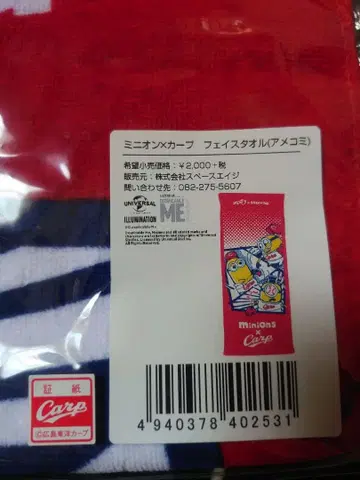 ミニオン×カープ　フェイスタオル(アメコミ)
希望小売価格：￥2,000+税
販売元：株式会社スペースエイジ
問い合わせ先：082-275-5607
UNIVERSAL
ILLUMINATION
DESPICABLE
ME
minions
×
Carp
4 940378 402531
証紙
Carp
©広島東洋カープ